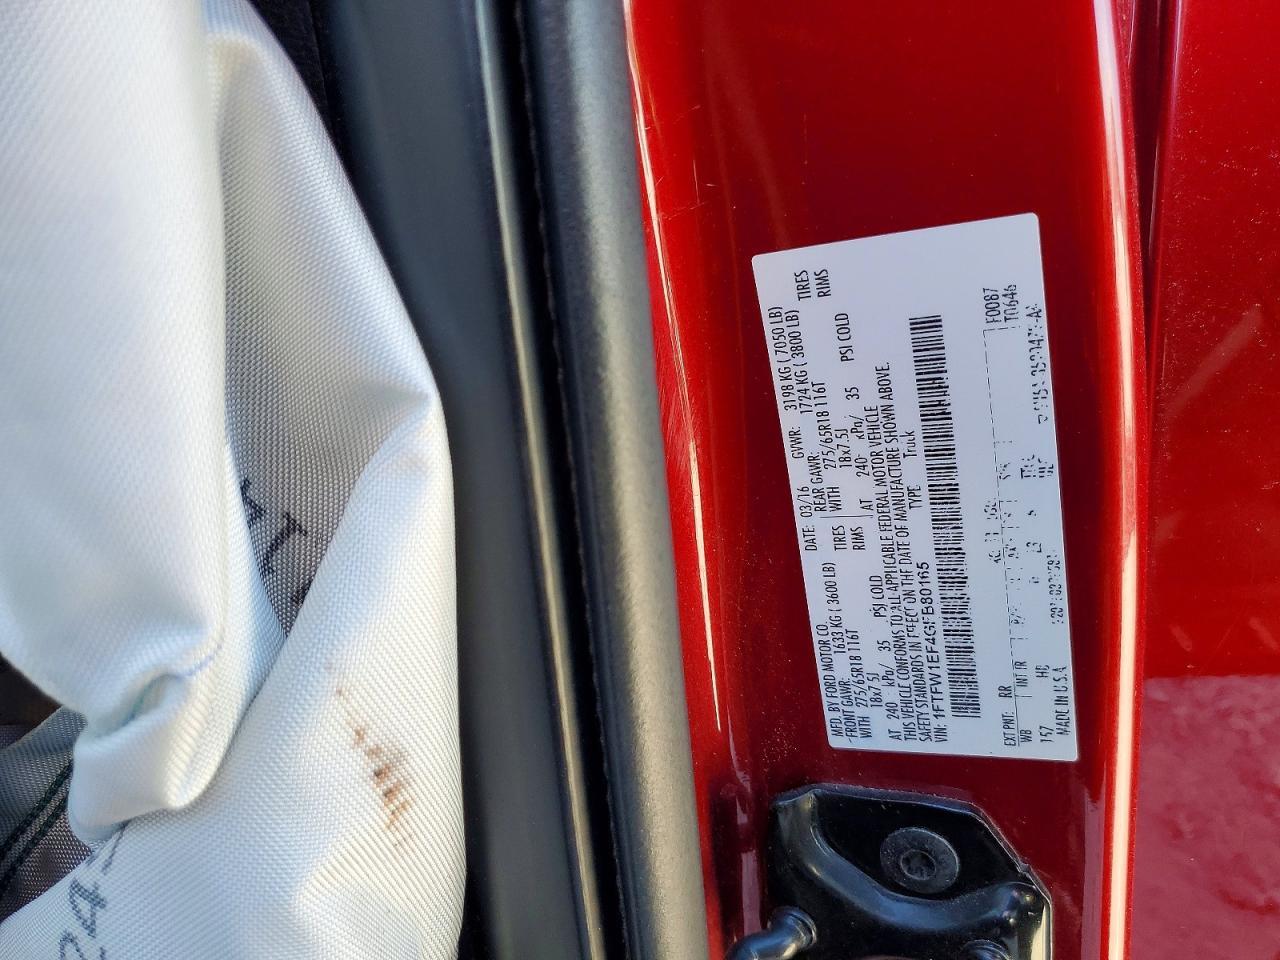 MFD. BY FORD MOTOR CO.
DATE: 03/16 GVWR: 3198 KG ( 7050 LB)
FRONT GAWR: 1633 KG ( 3600 LB) REAR GAWR: 1724 KG ( 3800 LB)
WITH 275/65R18 116T TIRES WITH 275/65R18 116T TIRES
18x7.5J RIMS 18x7.5J RIMS
AT 240 kPa/ 35 PSI COLD AT 240 kPa/ 35 PSI COLD
THIS VEHICLE CONFORMS TO ALL APPLICABLE FEDERAL MOTOR VEHICLE
SAFETY STANDARDS IN EFFECT ON THE DATE OF MANUFACTURE SHOWN ABOVE.
VIN: 1FTFW1EF4GFB80165 TYPE: Truck
F0087
T0646
EXT PNT: RR
WB INT TR
157 HD
MADE IN U.S.A.
24